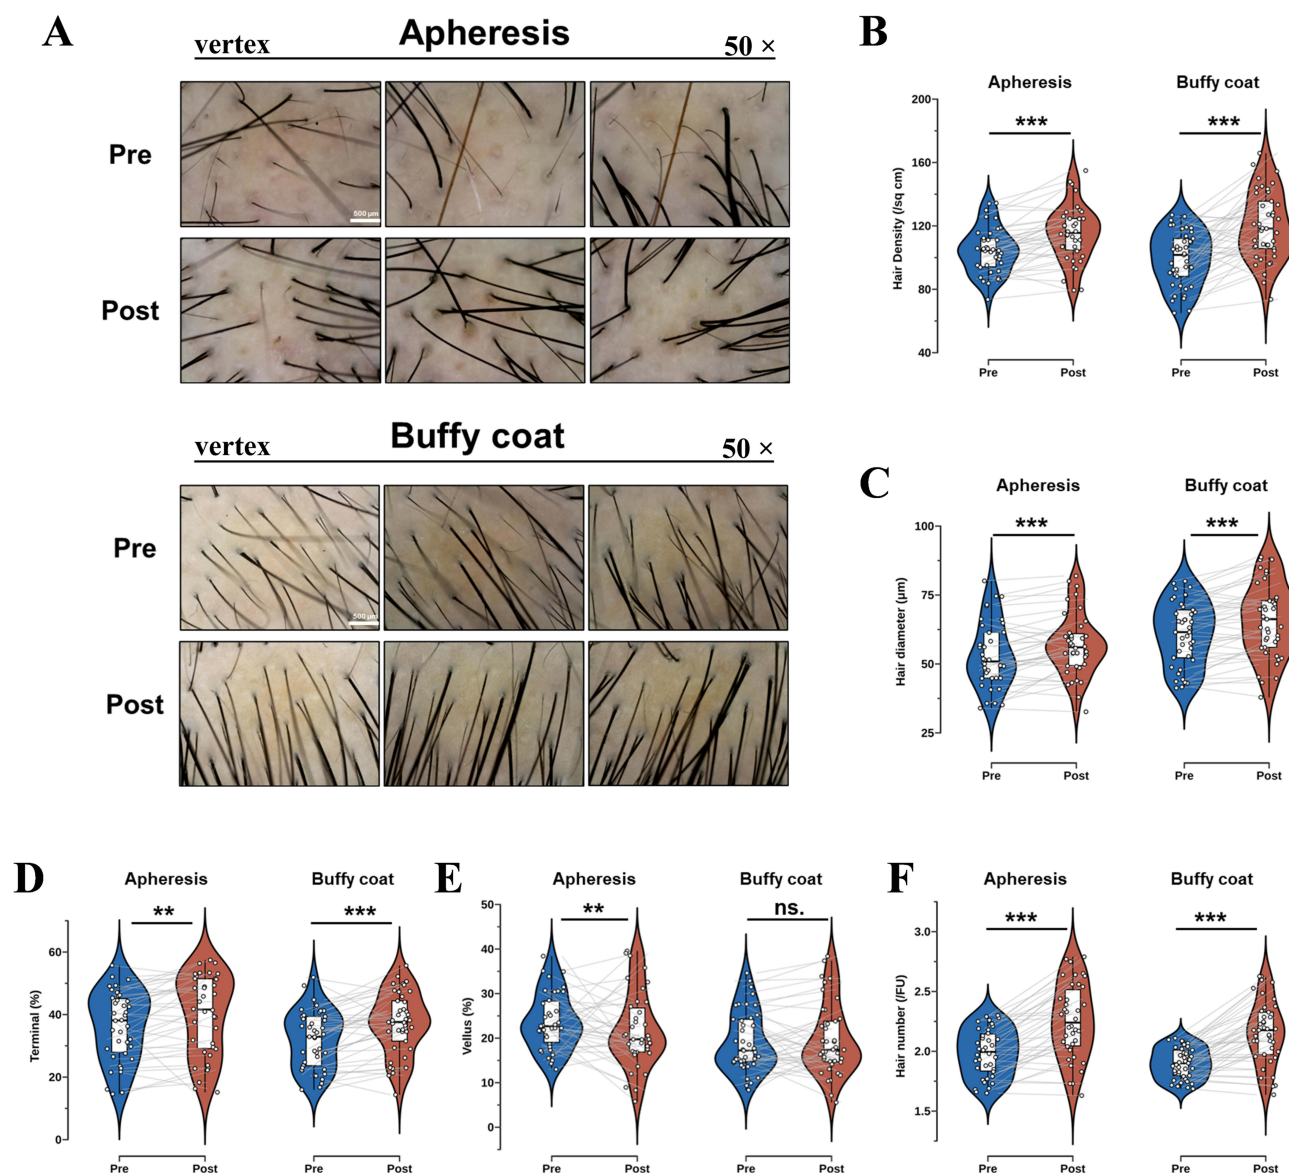 A
vertex
Apheresis
50 ×
Pre
500 µm
Post
vertex
Buffy coat
50 ×
Pre
500 µm
Post
B
Apheresis
Buffy coat
***
***
Hair Density (/sq cm)
200
160
120
80
40
Pre
Post
Pre
Post
C
Apheresis
Buffy coat
***
***
Hair diameter (µm)
100
75
50
25
Pre
Post
Pre
Post
D
Apheresis
Buffy coat
**
***
Terminal (%)
60
40
20
0
Pre
Post
Pre
Post
E
Apheresis
Buffy coat
**
ns.
Vellus (%)
50
40
30
20
10
0
Pre
Post
Pre
Post
F
Apheresis
Buffy coat
***
***
Hair number (/FU)
3.0
2.5
2.0
1.5
Pre
Post
Pre
Post